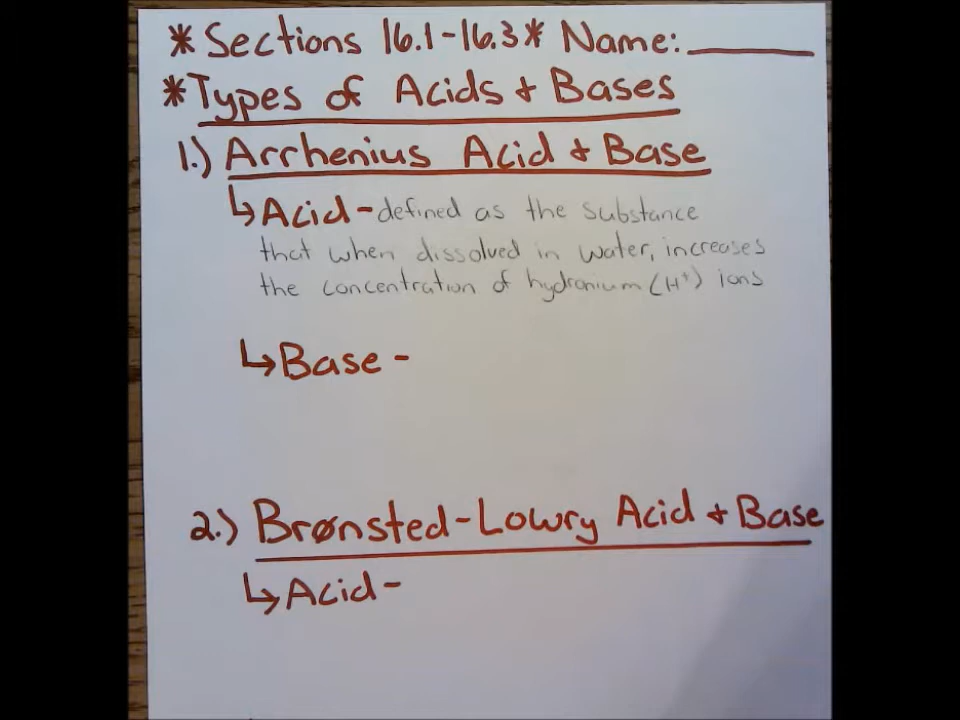 *Sections 16.1-16.3* Name:________
*Types of Acids & Bases
1.) Arrhenius Acid & Base
↳Acid-defined as the substance
that when dissolved in water, increases
the concentration of hydronium (H⁺) ions
↳Base-
2.) Brønsted-Lowry Acid & Base
↳Acid-